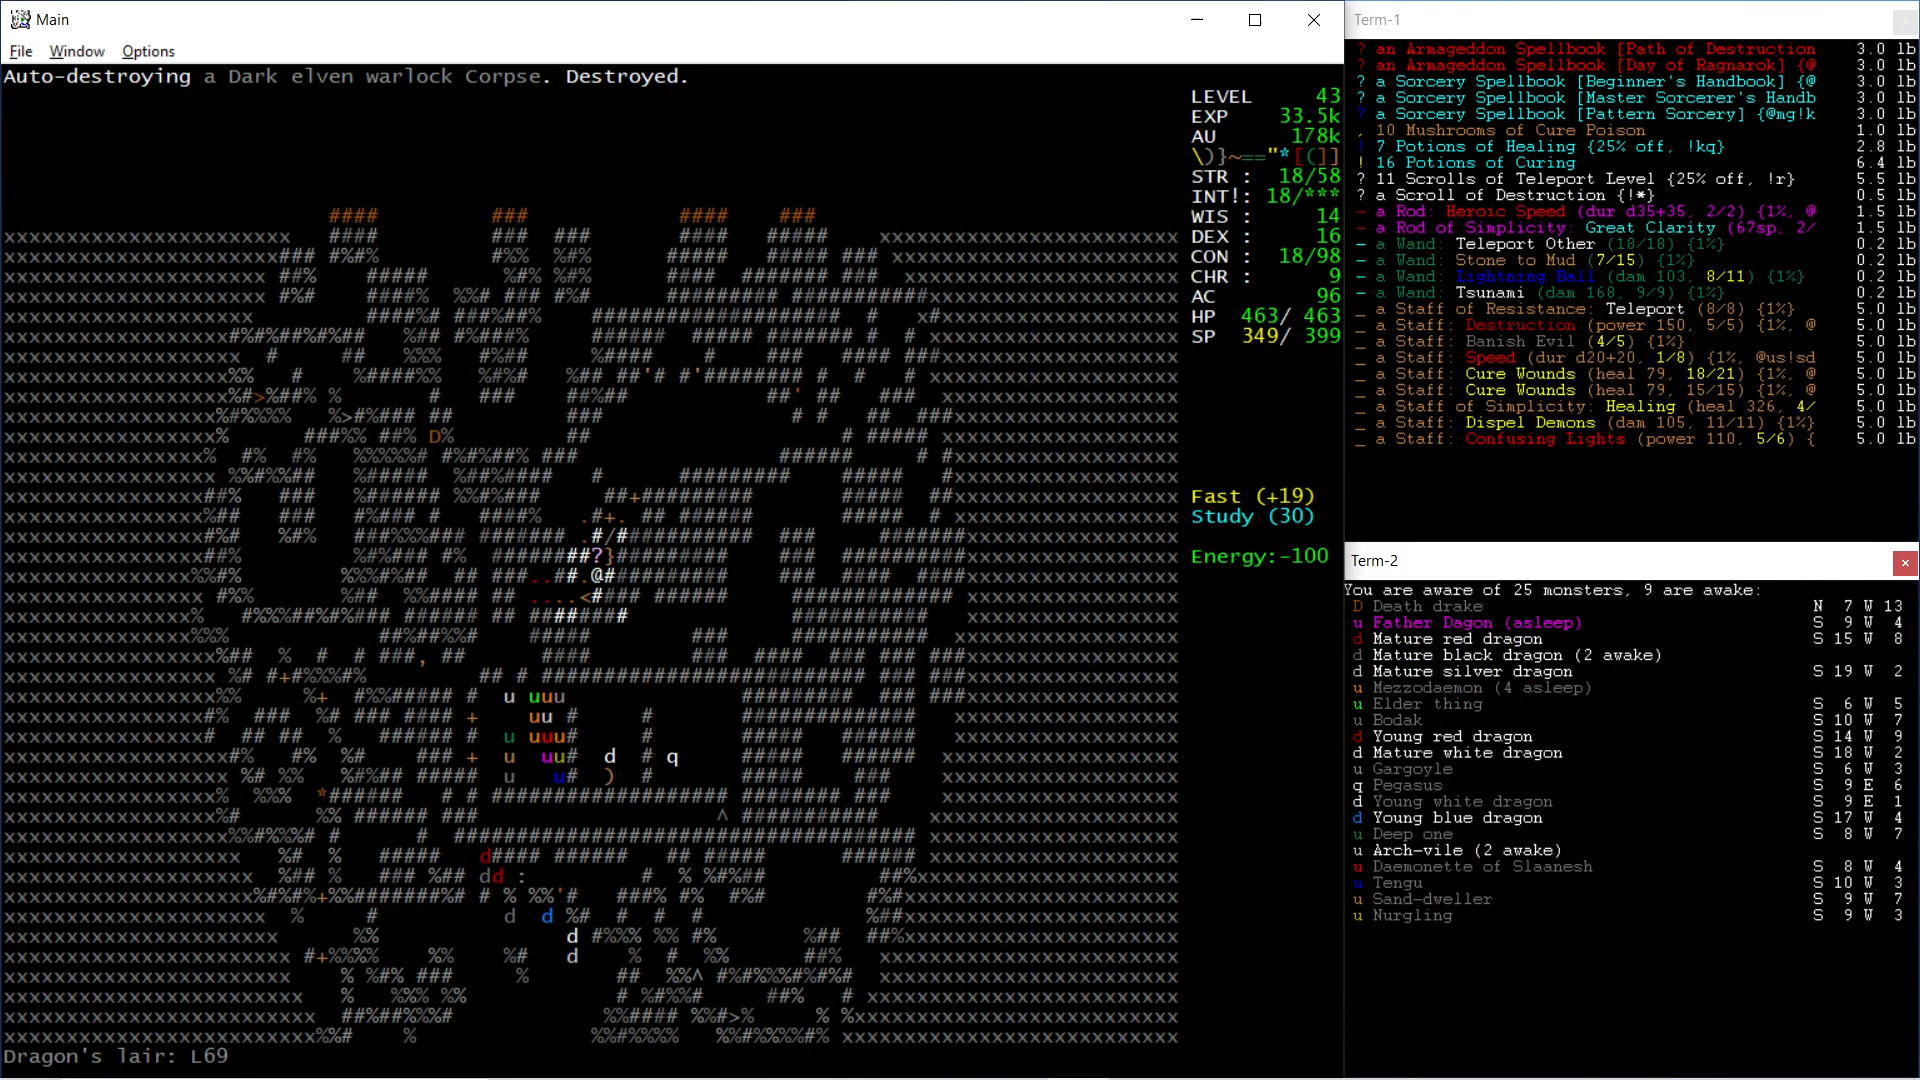 Main
File Window Options
Auto-destroying a Dark elven warlock Corpse. Destroyed.
LEVEL 43
EXP 33.5k
AU 178k
\)}~=="*[(]]
STR : 18/58
INT!: 18/***
WIS : 14
DEX : 16
CON : 18/98
CHR : 9
AC 96
HP 463/ 463
SP 349/ 399
Fast (+19)
Study (30)
Energy:-100
Dragon's lair: L69
Term-1
? an Armageddon Spellbook [Path of Destruction 3.0 lb
? an Armageddon Spellbook [Day of Ragnarok] {@ 3.0 lb
? a Sorcery Spellbook [Beginner's Handbook] {@ 3.0 lb
? a Sorcery Spellbook [Master Sorcerer's Handb 3.0 lb
? a Sorcery Spellbook [Pattern Sorcery] {@mg!k 3.0 lb
, 10 Mushrooms of Cure Poison 1.0 lb
! 7 Potions of Healing {25% off, !kq} 2.8 lb
! 16 Potions of Curing 6.4 lb
? 11 Scrolls of Teleport Level {25% off, !r} 5.5 lb
? a Scroll of Destruction {!*} 0.5 lb
- a Rod: Heroic Speed (dur d35+35, 2/2) {1%, @ 1.5 lb
- a Rod of Simplicity: Great Clarity (67sp, 2/ 1.5 lb
- a Wand: Teleport Other (18/18) {1%} 0.2 lb
- a Wand: Stone to Mud (7/15) {1%} 0.2 lb
- a Wand: Lightning Ball (dam 103, 8/11) {1%} 0.2 lb
- a Wand: Tsunami (dam 168, 9/9) {1%} 0.2 lb
_ a Staff of Resistance: Teleport (8/8) {1%} 5.0 lb
_ a Staff: Destruction (power 150, 5/5) {1%, @ 5.0 lb
_ a Staff: Banish Evil (4/5) {1%} 5.0 lb
_ a Staff: Speed (dur d20+20, 1/8) {1%, @us!sd 5.0 lb
_ a Staff: Cure Wounds (heal 79, 18/21) {1%, @ 5.0 lb
_ a Staff: Cure Wounds (heal 79, 15/15) {1%, @ 5.0 lb
_ a Staff of Simplicity: Healing (heal 326, 4/ 5.0 lb
_ a Staff: Dispel Demons (dam 105, 11/11) {1%} 5.0 lb
_ a Staff: Confusing Lights (power 110, 5/6) { 5.0 lb
Term-2
You are aware of 25 monsters, 9 are awake:
D Death drake N 7 W 13
u Father Dagon (asleep) S 9 W 4
d Mature red dragon S 15 W 8
d Mature black dragon (2 awake)
d Mature silver dragon S 19 W 2
u Mezzodaemon (4 asleep)
u Elder thing S 6 W 5
u Bodak S 10 W 7
d Young red dragon S 14 W 9
d Mature white dragon S 18 W 2
u Gargoyle S 6 W 3
q Pegasus S 9 E 6
d Young white dragon S 9 E 1
d Young blue dragon S 17 W 4
u Deep one S 8 W 7
u Arch-vile (2 awake)
u Daemonette of Slaanesh S 8 W 4
u Tengu S 10 W 3
u Sand-dweller S 9 W 7
u Nurgling S 9 W 3